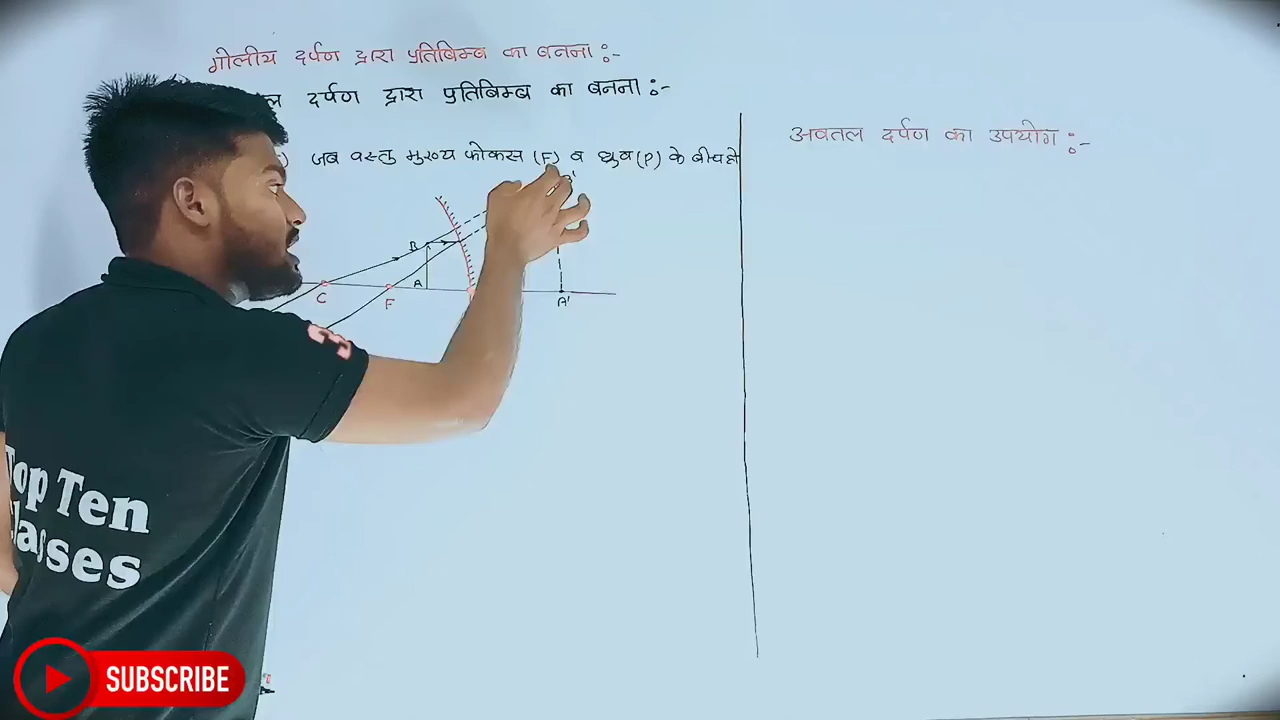 गोलीय दर्पण द्वारा प्रतिबिम्ब का बनना :-
ल दर्पण द्वारा प्रतिबिम्ब का बनना :-
) जब वस्तु मुख्य फोकस (F) व ध्रुव (P) के बीच हो
B'
B
A
C
F
A'
अवतल दर्पण का उपयोग :-
3
Top Ten
Classes
SUBSCRIBE